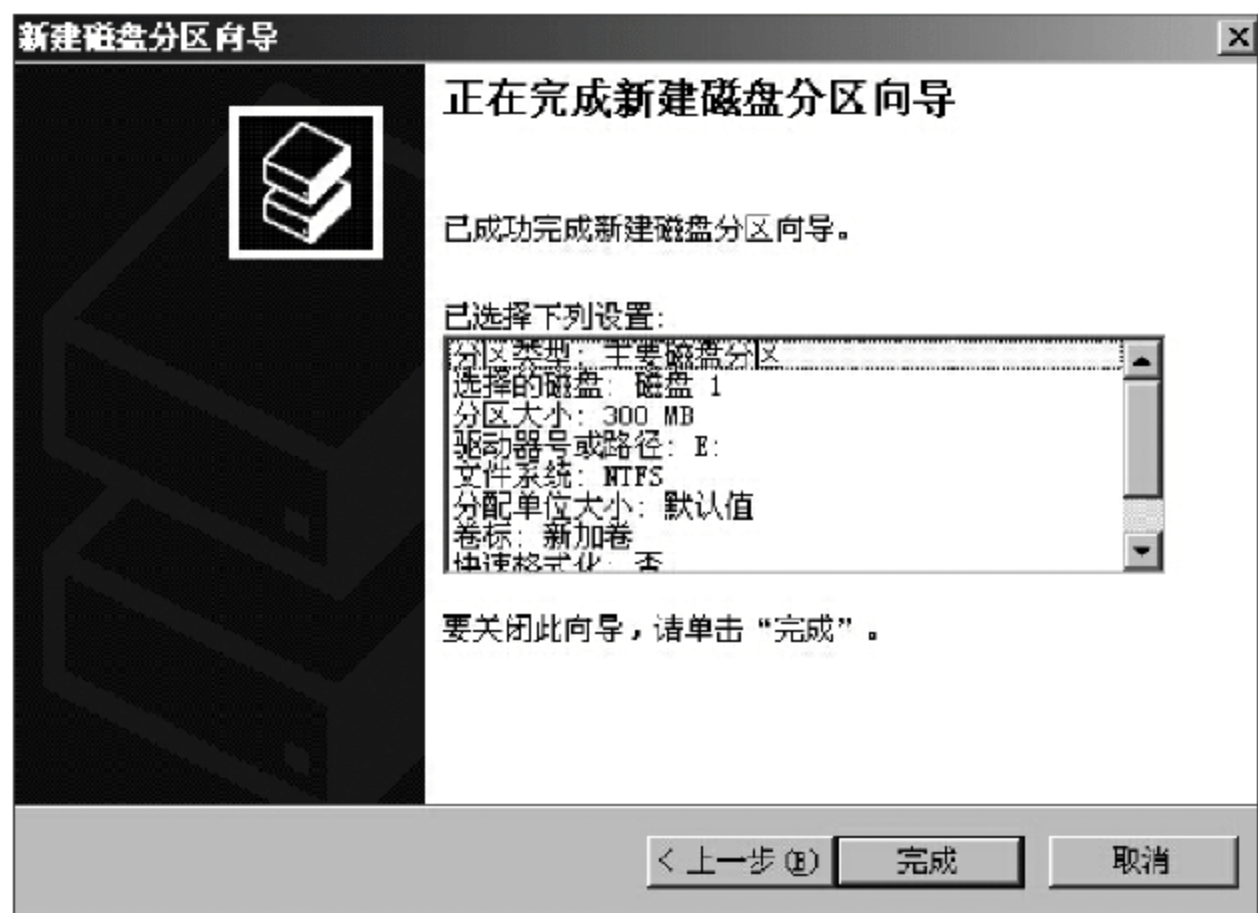 新建磁盘分区向导
正在完成新建磁盘分区向导
已成功完成新建磁盘分区向导。
已选择下列设置:
分区类型: 主要磁盘分区
选择的磁盘: 磁盘 1
分区大小: 300 MB
驱动器号或路径: E:
文件系统: NTFS
分配单位大小: 默认值
卷标: 新加卷
快速格式化: 否
要关闭此向导，请单击“完成”。
< 上一步(B) 完成 取消